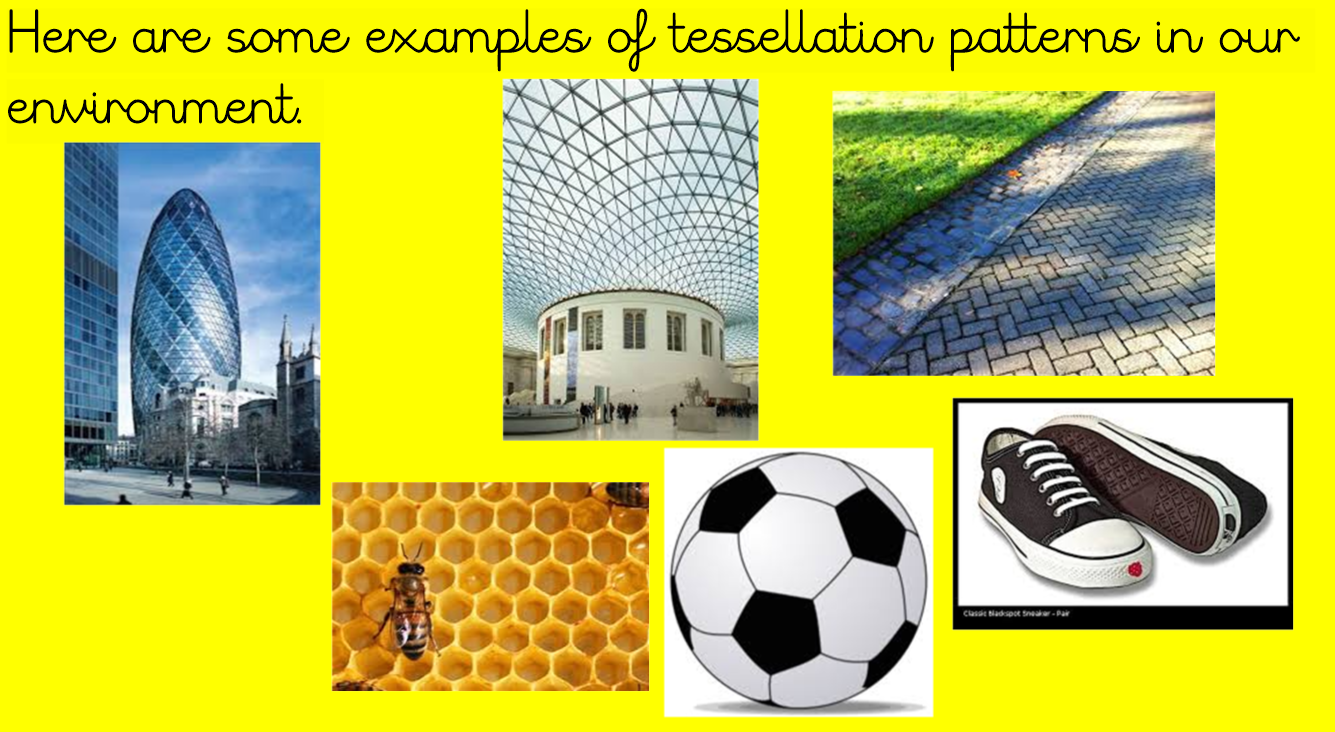 Here are some examples of tessellation patterns in our
environment.
Classic Blackspot Sneaker - Pair